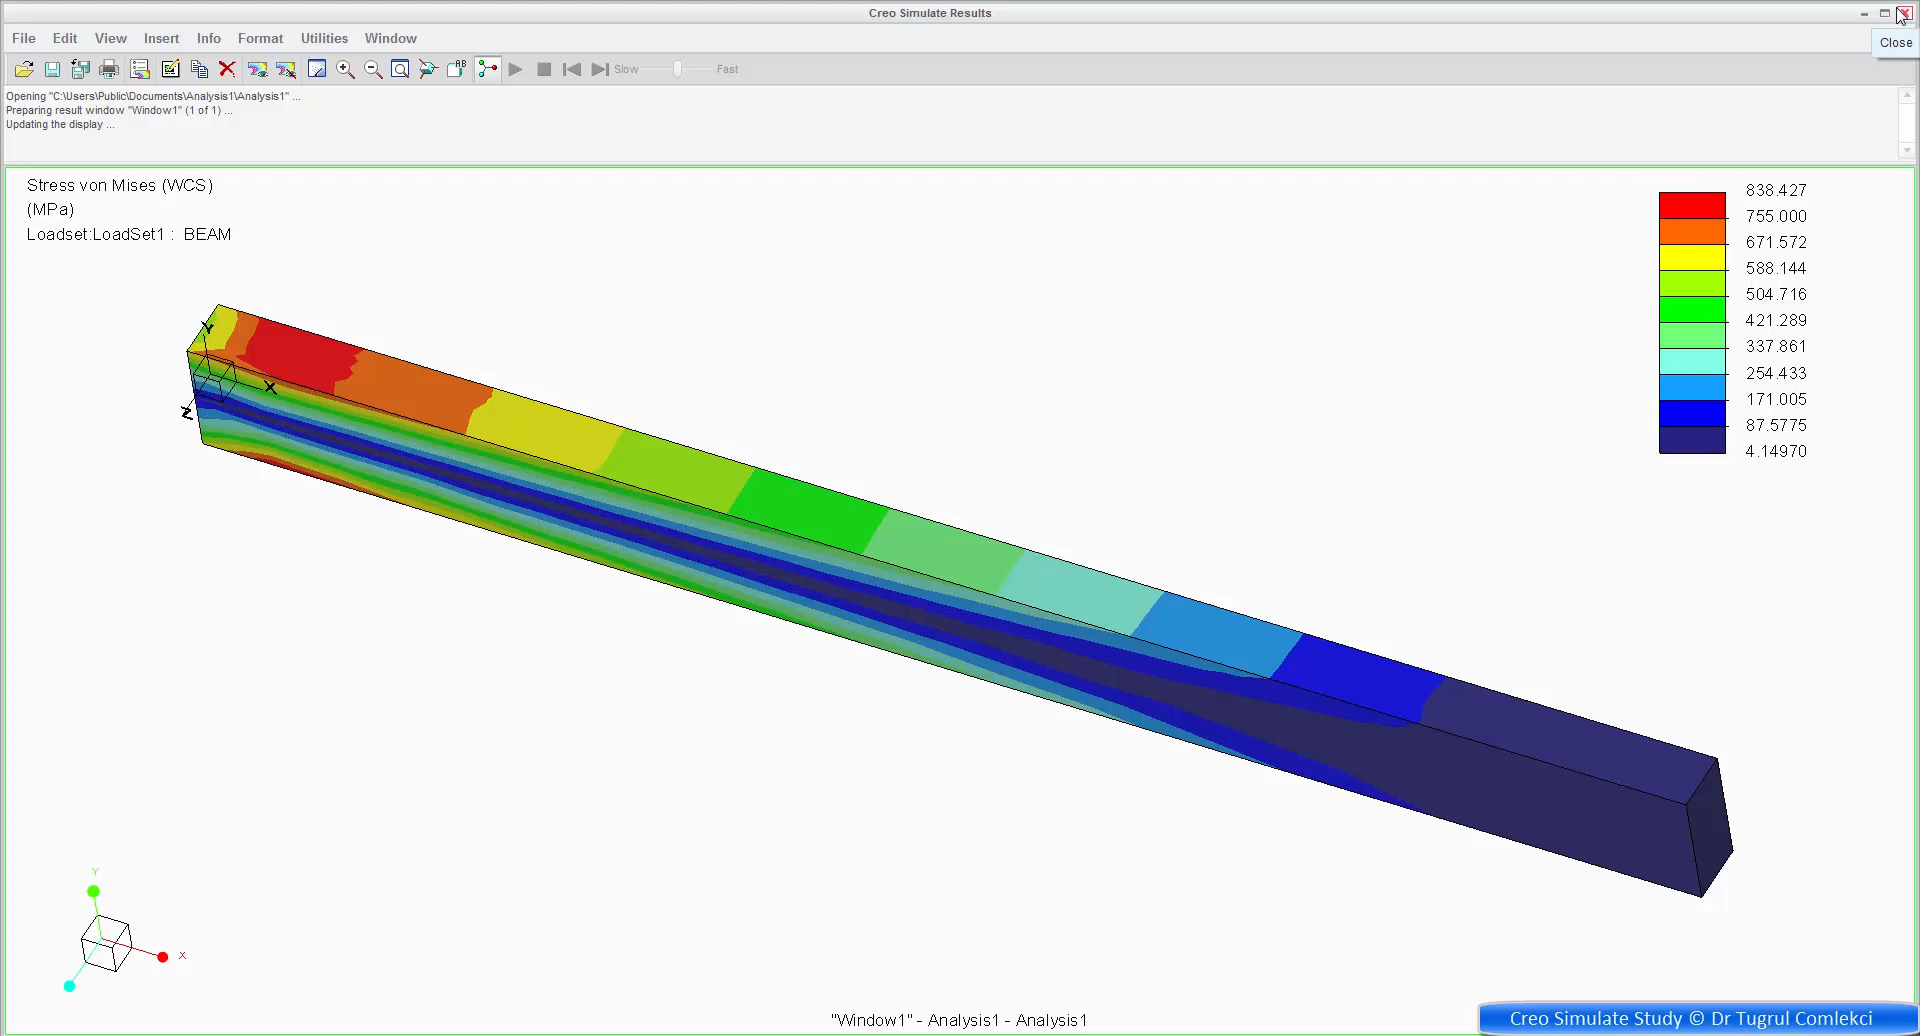 Creo Simulate Results
File Edit View Insert Info Format Utilities Window
Close
Slow Fast
Opening "C:\Users\Public\Documents\Analysis1\Analysis1" ...
Preparing result window "Window1" (1 of 1) ...
Updating the display ...
Stress von Mises (WCS)
(MPa)
Loadset:LoadSet1 : BEAM
838.427
755.000
671.572
588.144
504.716
421.289
337.861
254.433
171.005
87.5775
4.14970
Y
X
Z
Y
X
"Window1" - Analysis1 - Analysis1
Creo Simulate Study © Dr Tugrul Comlekci